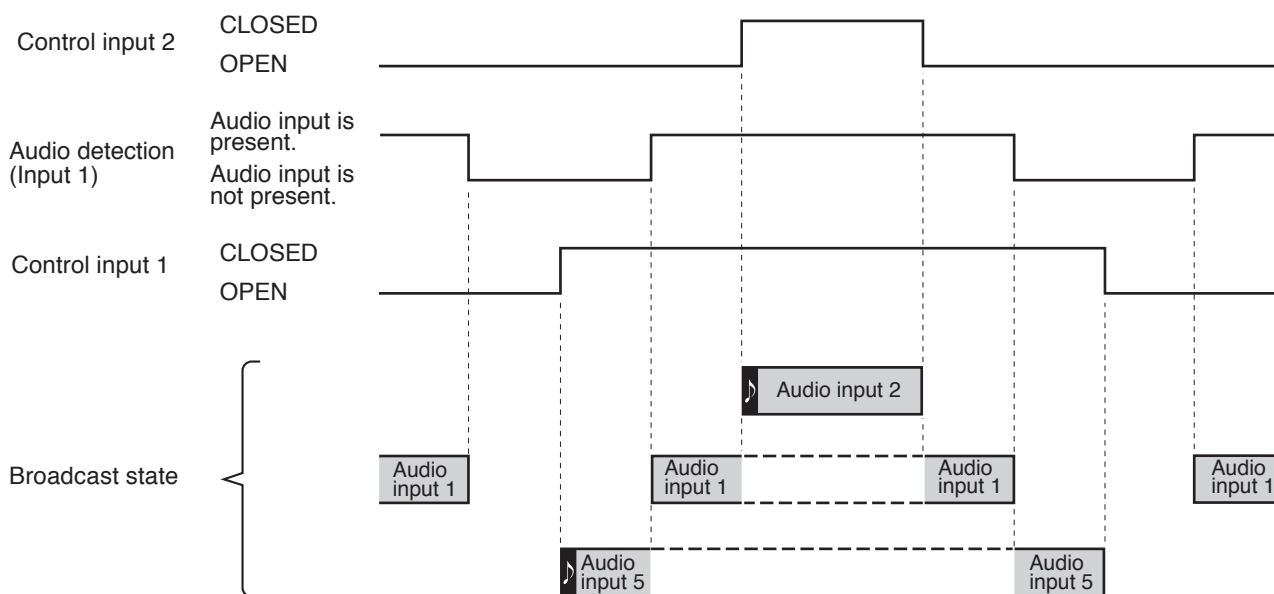 Control input 2
CLOSED
OPEN
Audio detection
(Input 1)
Audio input is
present.
Audio input is
not present.
Control input 1
CLOSED
OPEN
Broadcast state
Audio input 2
Audio
input 1
Audio
input 1
Audio
input 1
Audio
input 1
Audio
input 5
Audio
input 5